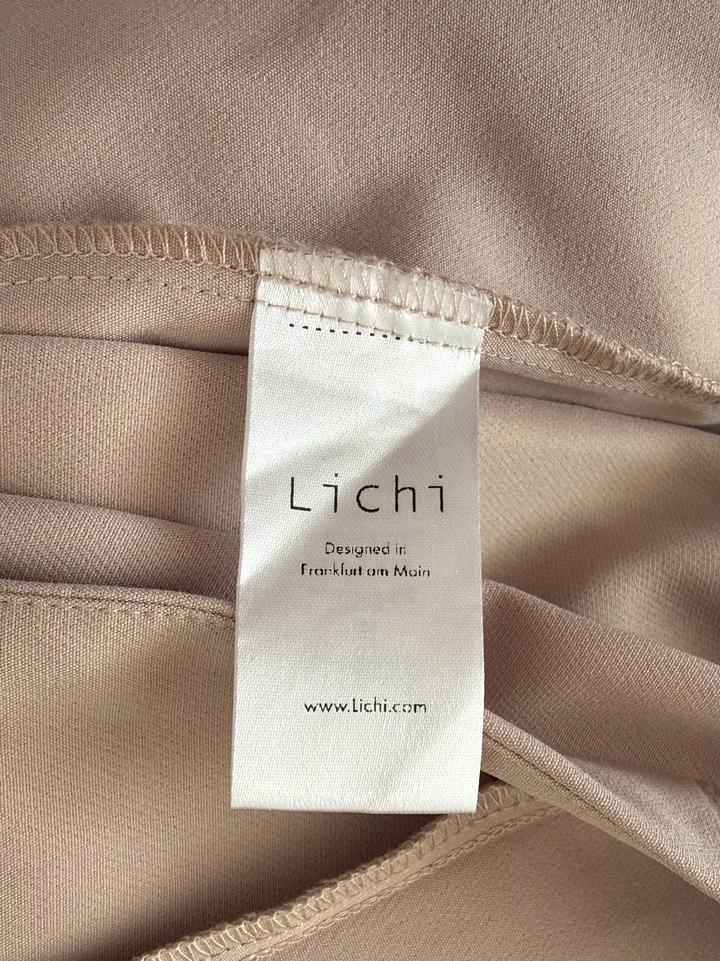 Lichi
Designed in
Frankfurt am Main
www.Lichi.com